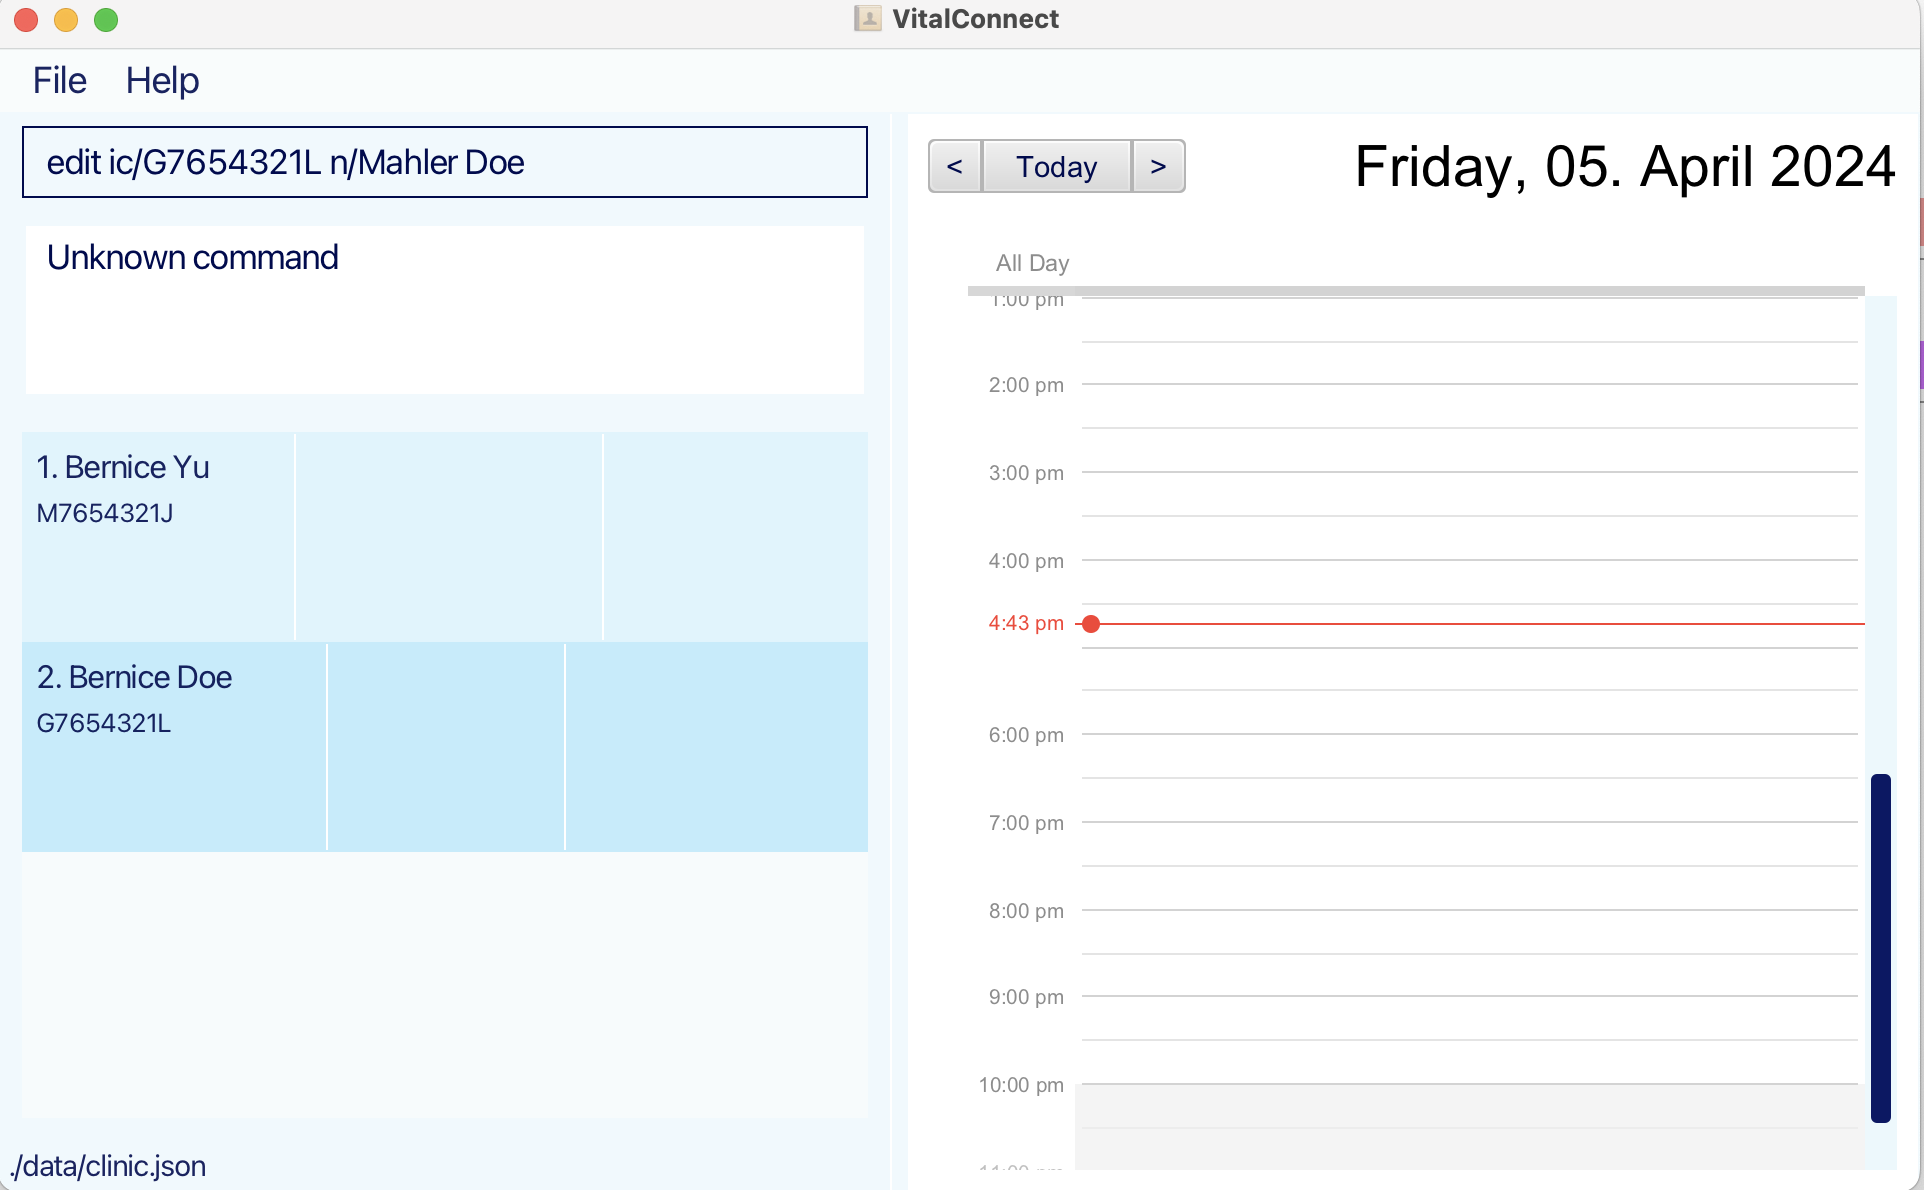 VitalConnect
File Help
edit ic/G7654321L n/Mahler Doe
Unknown command
1. Bernice Yu
M7654321J
2. Bernice Doe
G7654321L
./data/clinic.json
< Today > Friday, 05. April 2024
All Day
1:00 pm
2:00 pm
3:00 pm
4:00 pm
4:43 pm
6:00 pm
7:00 pm
8:00 pm
9:00 pm
10:00 pm
11:00 pm